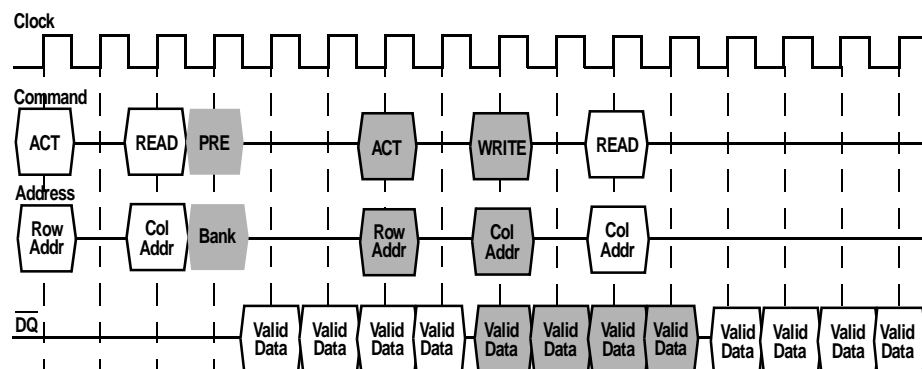 Clock
Command
ACT READ PRE ACT WRITE READ
Address
Row Col Bank Row Col Col
Addr Addr Addr Addr Addr
DQ
Valid Valid Valid Valid Valid Valid Valid Valid Valid Valid Valid Valid
Data Data Data Data Data Data Data Data Data Data Data Data